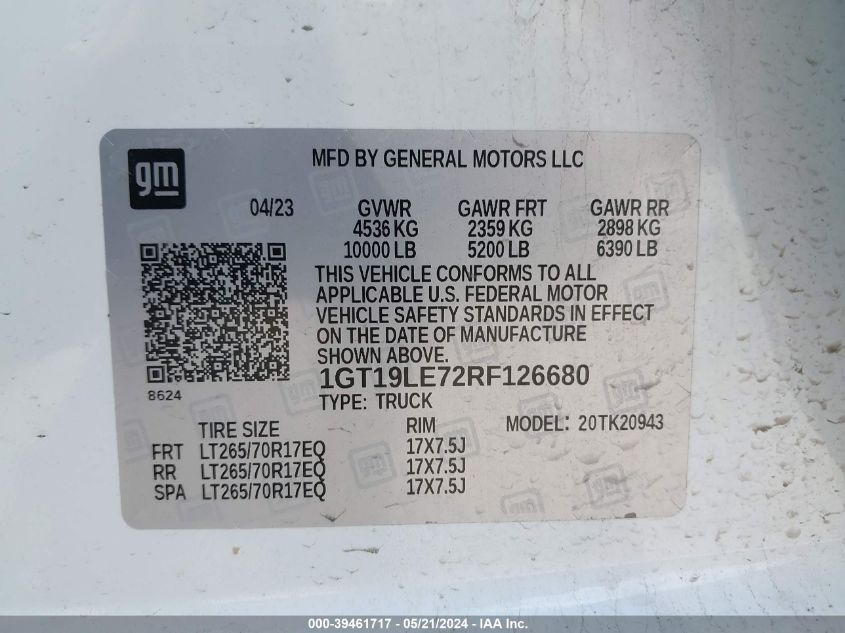 gm
MFD BY GENERAL MOTORS LLC
04/23 GVWR GAWR FRT GAWR RR
4536 KG 2359 KG 2898 KG
10000 LB 5200 LB 6390 LB
THIS VEHICLE CONFORMS TO ALL
APPLICABLE U.S. FEDERAL MOTOR
VEHICLE SAFETY STANDARDS IN EFFECT
ON THE DATE OF MANUFACTURE
SHOWN ABOVE.
1GT19LE72RF126680
8624
TYPE: TRUCK
TIRE SIZE RIM MODEL: 20TK20943
FRT LT265/70R17EQ 17X7.5J
RR LT265/70R17EQ 17X7.5J
SPA LT265/70R17EQ 17X7.5J
000-39461717 - 05/21/2024 - IAA Inc.